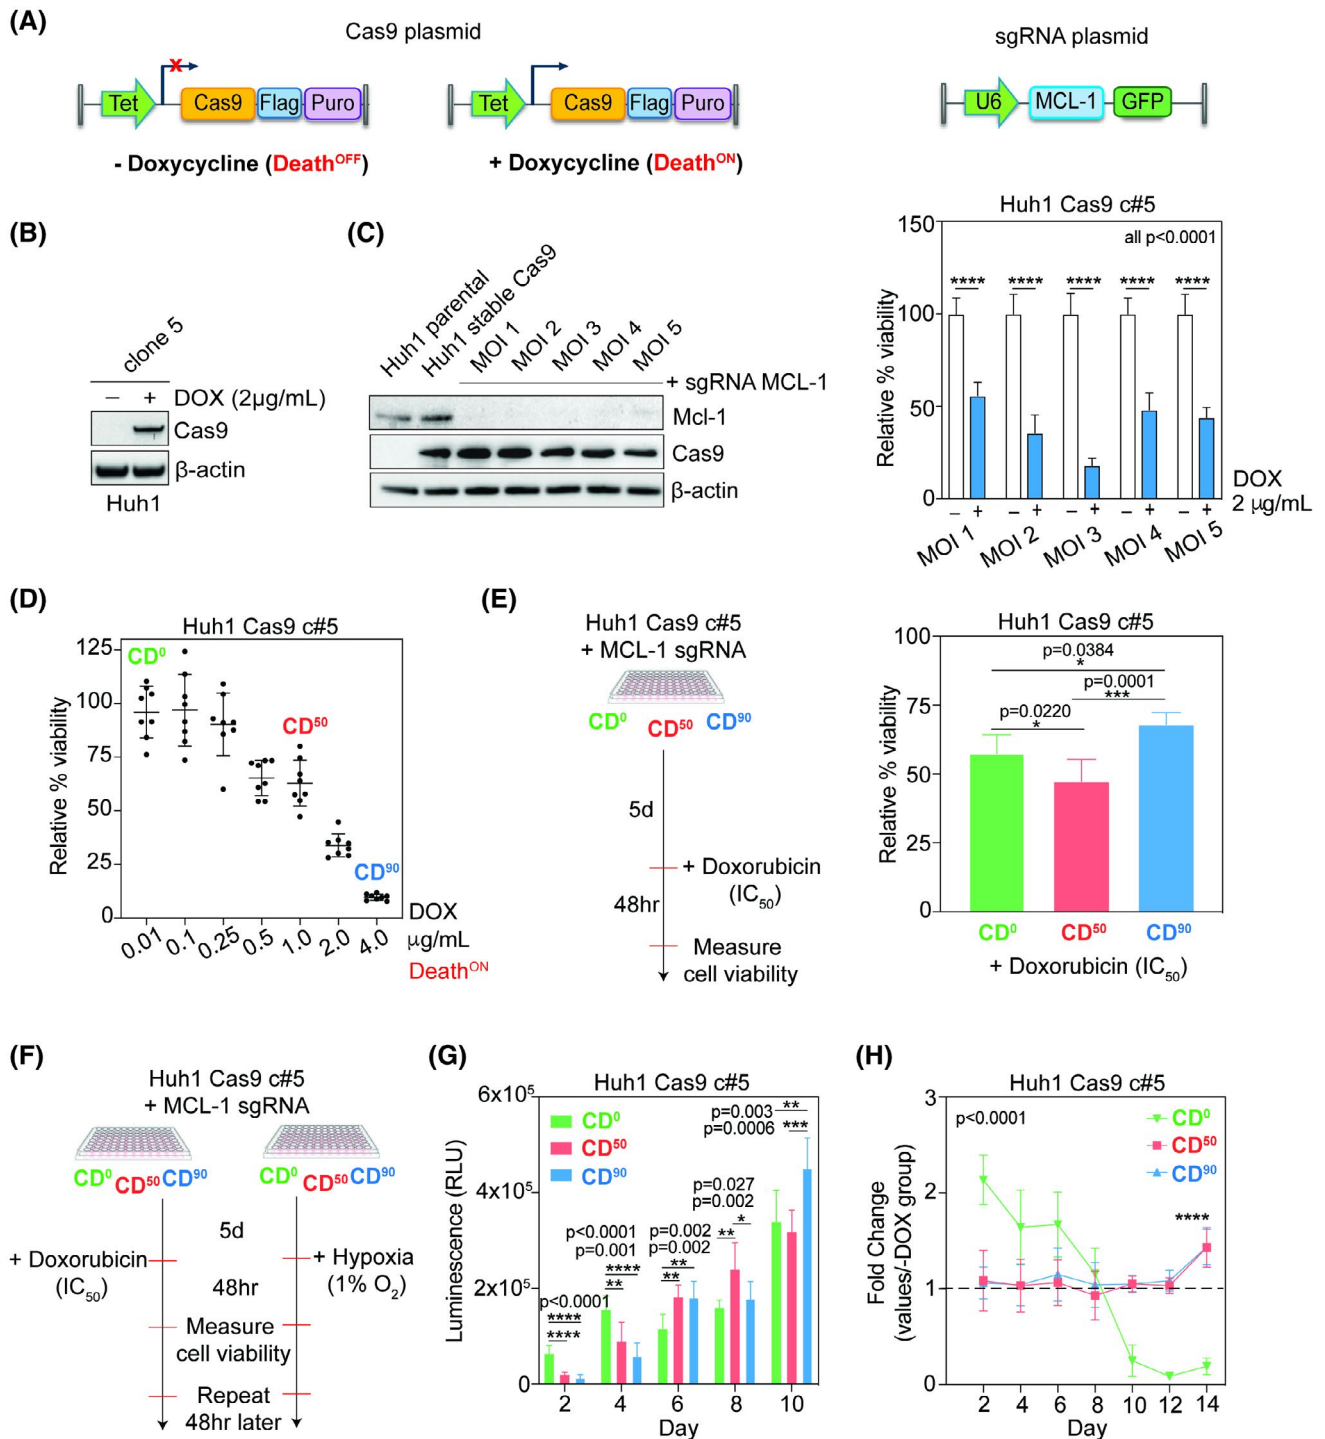 (A)
Cas9 plasmid
sgRNA plasmid
Tet
x
Cas9
Flag
Puro
Tet
Cas9
Flag
Puro
U6
MCL-1
GFP
- Doxycycline (Death^OFF)
+ Doxycycline (Death^ON)
(B)
clone 5
– + DOX (2µg/mL)
Cas9
β-actin
Huh1
(C)
Huh1 parental
Huh1 stable Cas9
MOI 1
MOI 2
MOI 3
MOI 4
MOI 5
+ sgRNA MCL-1
Mcl-1
Cas9
β-actin
Huh1 Cas9 c#5
all p<0.0001
150
100
50
0
Relative % viability
**** **** **** **** ****
– + – + – + – + – +
DOX
2 µg/mL
MOI 1
MOI 2
MOI 3
MOI 4
MOI 5
(D)
Huh1 Cas9 c#5
125
100
75
50
25
0
Relative % viability
CD⁰
CD⁵⁰
CD⁹⁰
0.01
0.1
0.25
0.5
1.0
2.0
4.0
DOX
µg/mL
Death^ON
(E)
Huh1 Cas9 c#5
+ MCL-1 sgRNA
CD⁰ CD⁵⁰ CD⁹⁰
5d
+ Doxorubicin
(IC₅₀)
48hr
Measure
cell viability
Huh1 Cas9 c#5
100
75
50
25
0
Relative % viability
p=0.0384
*
p=0.0001
***
p=0.0220
*
CD⁰ CD⁵⁰ CD⁹⁰
+ Doxorubicin (IC₅₀)
(F)
Huh1 Cas9 c#5
+ MCL-1 sgRNA
CD⁰ CD⁵⁰ CD⁹⁰
CD⁰ CD⁵⁰ CD⁹⁰
5d
+ Doxorubicin
(IC₅₀)
+ Hypoxia
(1% O₂)
48hr
Measure
cell viability
Repeat
48hr later
(G)
Huh1 Cas9 c#5
6x10⁵
4x10⁵
2x10⁵
0
Luminescence (RLU)
CD⁰
CD⁵⁰
CD⁹⁰
p<0.0001
****
****
p<0.0001
p=0.001
****
**
p=0.002
p=0.002
**
**
p=0.027
p=0.002
*
**
p=0.003
p=0.0006
**
***
2 4 6 8 10
Day
(H)
Huh1 Cas9 c#5
3
2
1
0
Fold Change
(values/-DOX group)
p<0.0001
CD⁰
CD⁵⁰
CD⁹⁰
****
2 4 6 8 10 12 14
Day